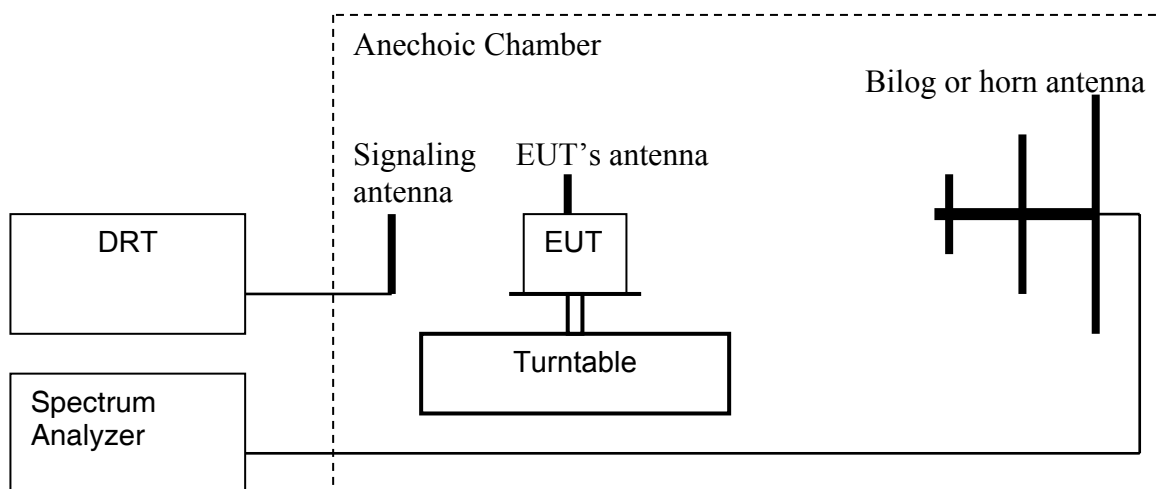 Anechoic Chamber
Bilog or horn antenna
Signaling
antenna
EUT’s antenna
DRT
EUT
Turntable
Spectrum
Analyzer